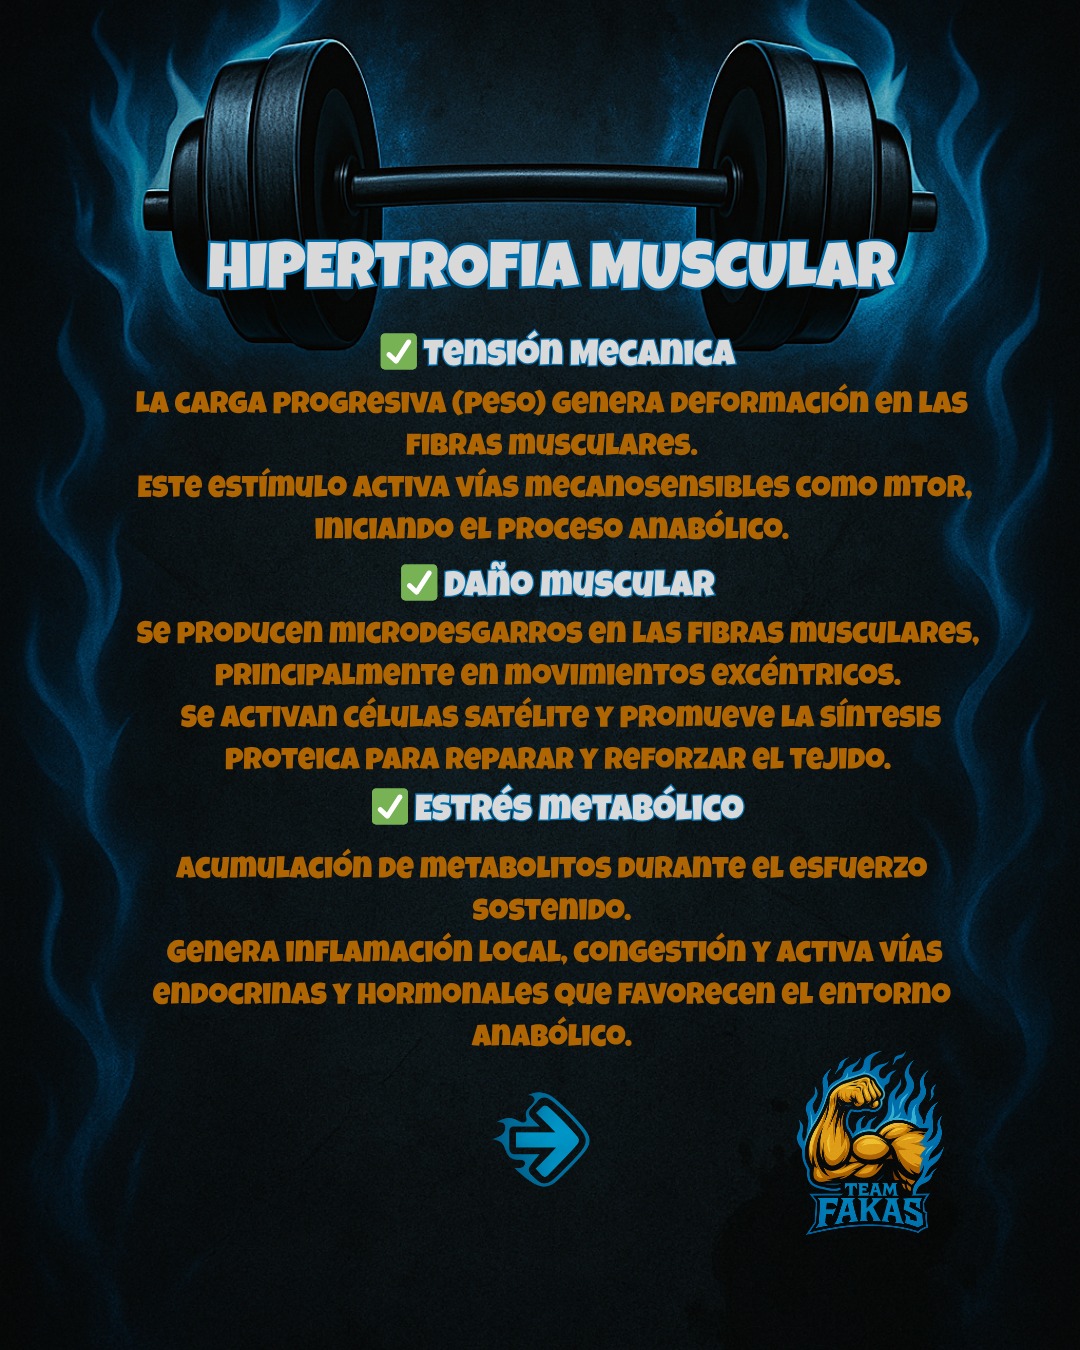 HIPERTROFIA MUSCULAR
✅ Tensión Mecanica
La carga progresiva (peso) genera deformación en las
fibras musculares.
Este estímulo activa vías mecanosensibles como mTOR,
iniciando el proceso anabólico.
✅ Daño muscular
Se producen microdesgarros en las fibras musculares,
principalmente en movimientos excéntricos.
Se activan células satélite y promueve la síntesis
proteica para reparar y reforzar el tejido.
✅ Estrés metabólico
Acumulación de metabolitos durante el esfuerzo
sostenido.
Genera inflamación local, congestión y activa vías
endocrinas y hormonales que favorecen el entorno
anabólico.
TEAM
FAKAS